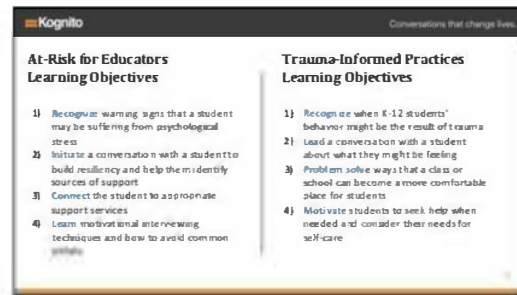 Kognito
Conversations that change lives.
At-Risk for Educators
Learning Objectives
1) Recognize warning signs that a student
may be suffering from psychological
stress
2) Initiate a conversation with a student to
build resiliency and help them identify
sources of support
3) Connect the student to appropriate
support services
4) Learn motivational interviewing
techniques and how to avoid common
Trauma-Informed Practices
Learning Objectives
1) Recognize when K-12 students'
behavior might be the result of trauma
2) Lead a conversation with a student
about what they might be feeling
3) Problem solve ways that a class or
school can become a more comfortable
place for students
4) Motivate students to seek help when
needed and consider their needs for
self-care